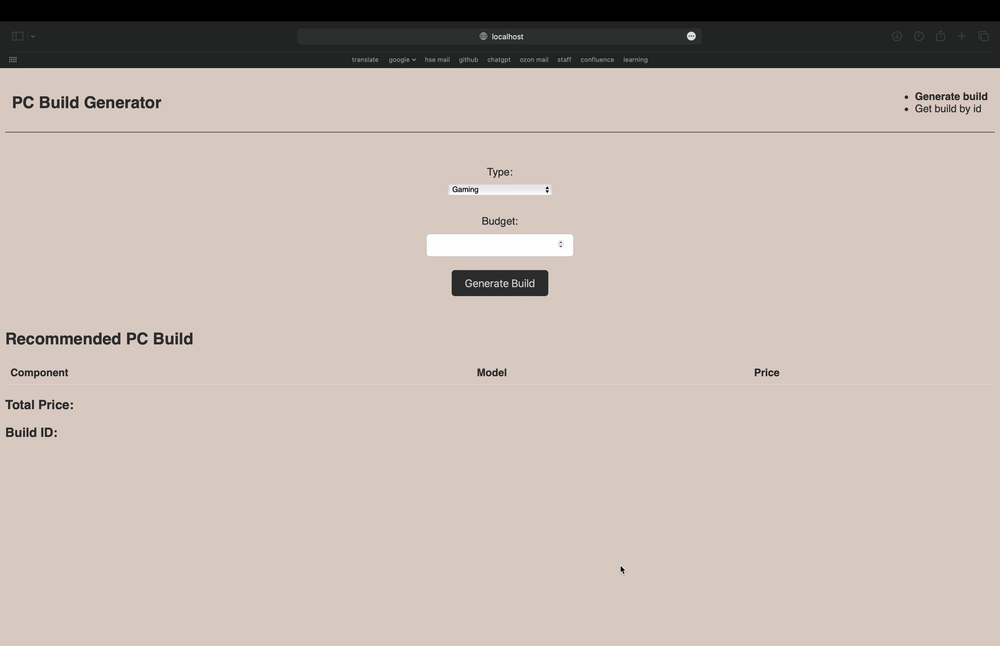 localhost
translate google hse mail github chatgpt ozon mail staff confluence learning
PC Build Generator
Generate build
Get build by id
Type:
Gaming
Budget:
Generate Build
Recommended PC Build
Component Model Price
Total Price:
Build ID: